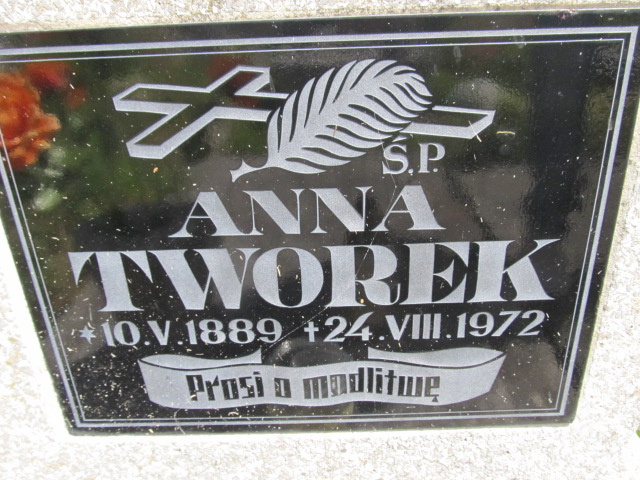 S.P.
ANNA
TWOREK
*10.V.1889 +24.VIII.1972
Prosi o modlitwę